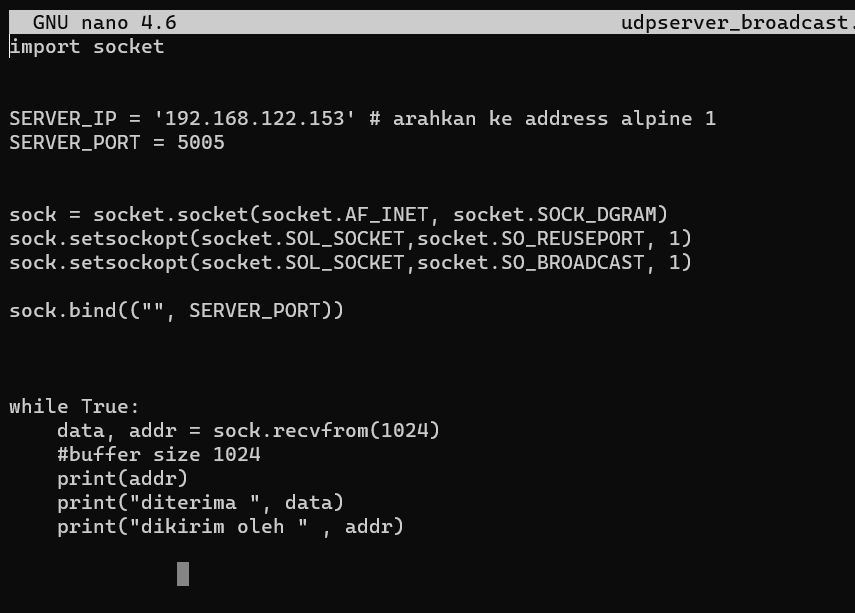 GNU nano 4.6 udpserver_broadcast.
import socket
SERVER_IP = '192.168.122.153' # arahkan ke address alpine 1
SERVER_PORT = 5005
sock = socket.socket(socket.AF_INET, socket.SOCK_DGRAM)
sock.setsockopt(socket.SOL_SOCKET,socket.SO_REUSEPORT, 1)
sock.setsockopt(socket.SOL_SOCKET,socket.SO_BROADCAST, 1)
sock.bind(("", SERVER_PORT))
while True:
    data, addr = sock.recvfrom(1024)
    #buffer size 1024
    print(addr)
    print("diterima ", data)
    print("dikirim oleh " , addr)